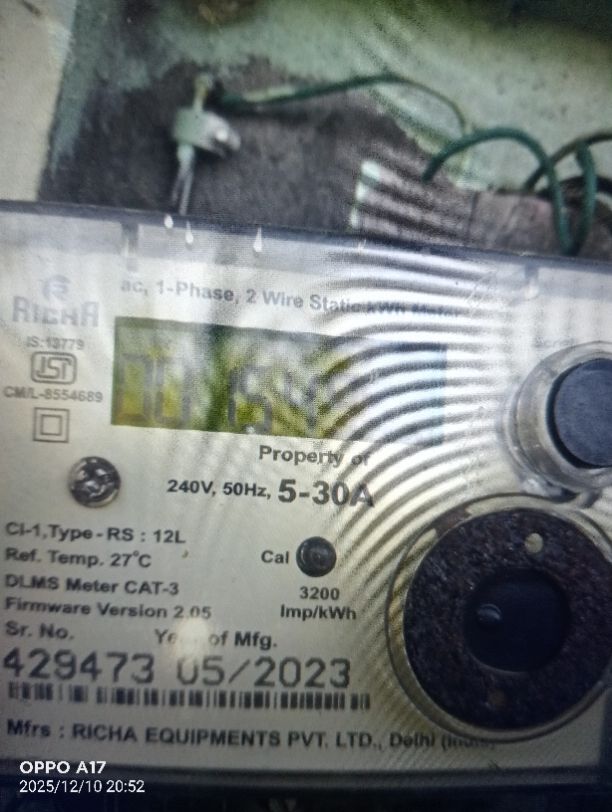 ac, 1-Phase, 2 Wire Static kWh Meter
RICHA
IS:13779
CM/L-8554689
Property of
240V, 50Hz, 5-30A
Cl-1,Type-RS : 12L
Ref. Temp. 27°C
Cal
DLMS Meter CAT-3
3200
Imp/kWh
Firmware Version 2.05
Sr. No.
Year of Mfg.
429473 05/2023
Mfrs : RICHA EQUIPMENTS PVT. LTD., Delhi
OPPO A17
2025/12/10 20:52